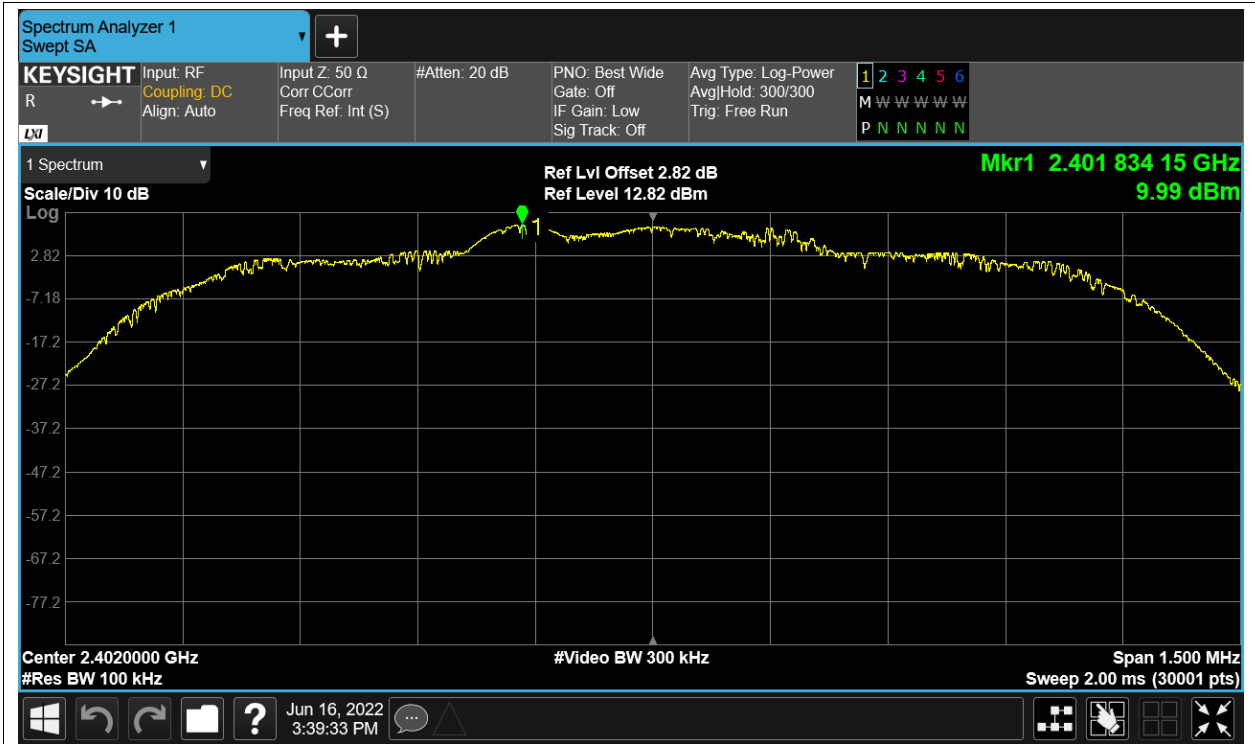 Spectrum Analyzer 1
Swept SA
+
KEYSIGHT
R
LXI
Input: RF
Coupling: DC
Align: Auto
Input Z: 50 Ω
Corr CCorr
Freq Ref: Int (S)
#Atten: 20 dB
PNO: Best Wide
Gate: Off
IF Gain: Low
Sig Track: Off
Avg Type: Log-Power
Avg|Hold: 300/300
Trig: Free Run
1 2 3 4 5 6
M W W W W W
P N N N N N
1 Spectrum
Scale/Div 10 dB
Log
Ref Lvl Offset 2.82 dB
Ref Level 12.82 dBm
Mkr1 2.401 834 15 GHz
9.99 dBm
1
2.82
-7.18
-17.2
-27.2
-37.2
-47.2
-57.2
-67.2
-77.2
Center 2.4020000 GHz
#Res BW 100 kHz
#Video BW 300 kHz
Span 1.500 MHz
Sweep 2.00 ms (30001 pts)
?
Jun 16, 2022
3:39:33 PM